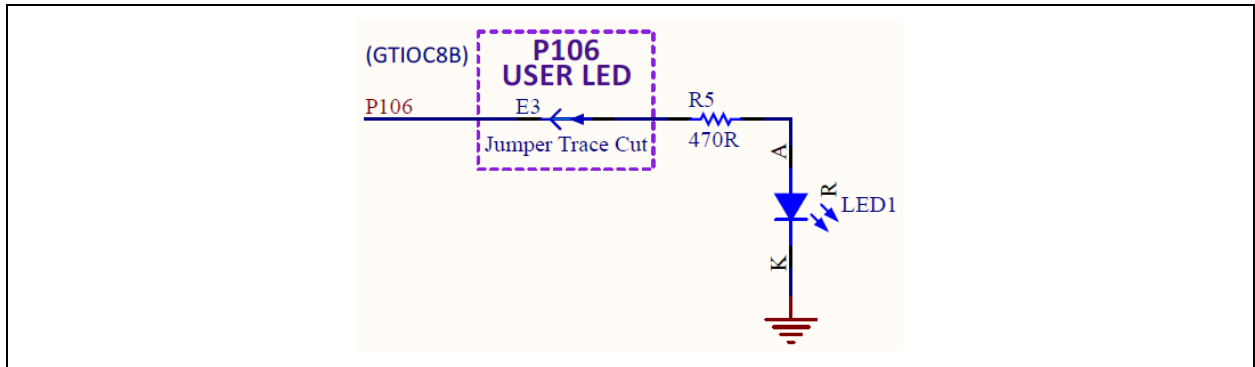 (GTIOC8B)
P106
USER LED
P106
E3
Jumper Trace Cut
R5
470R
A
R
LED1
K